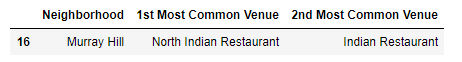 Neighborhood 1st Most Common Venue 2nd Most Common Venue
16 Murray Hill North Indian Restaurant Indian Restaurant